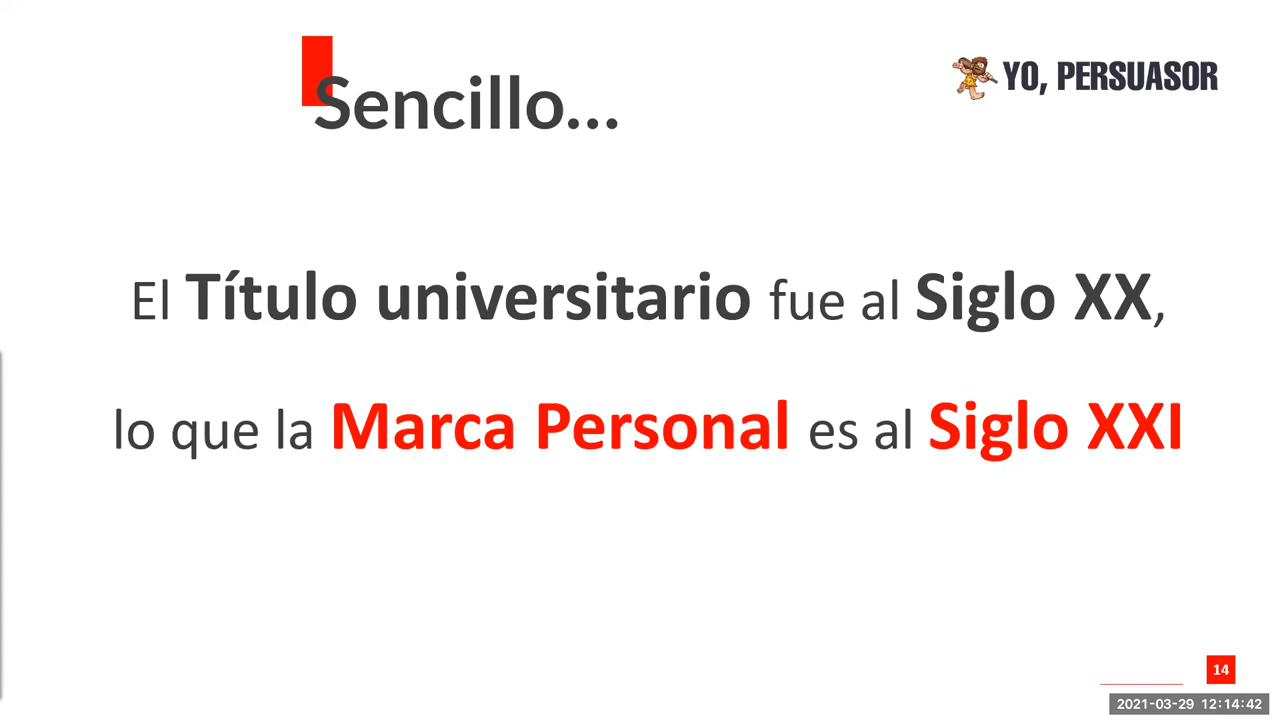 Sencillo...
YO, PERSUASOR
El Título universitario fue al Siglo XX,
lo que la Marca Personal es al Siglo XXI
14
2021-03-29 12:14:42